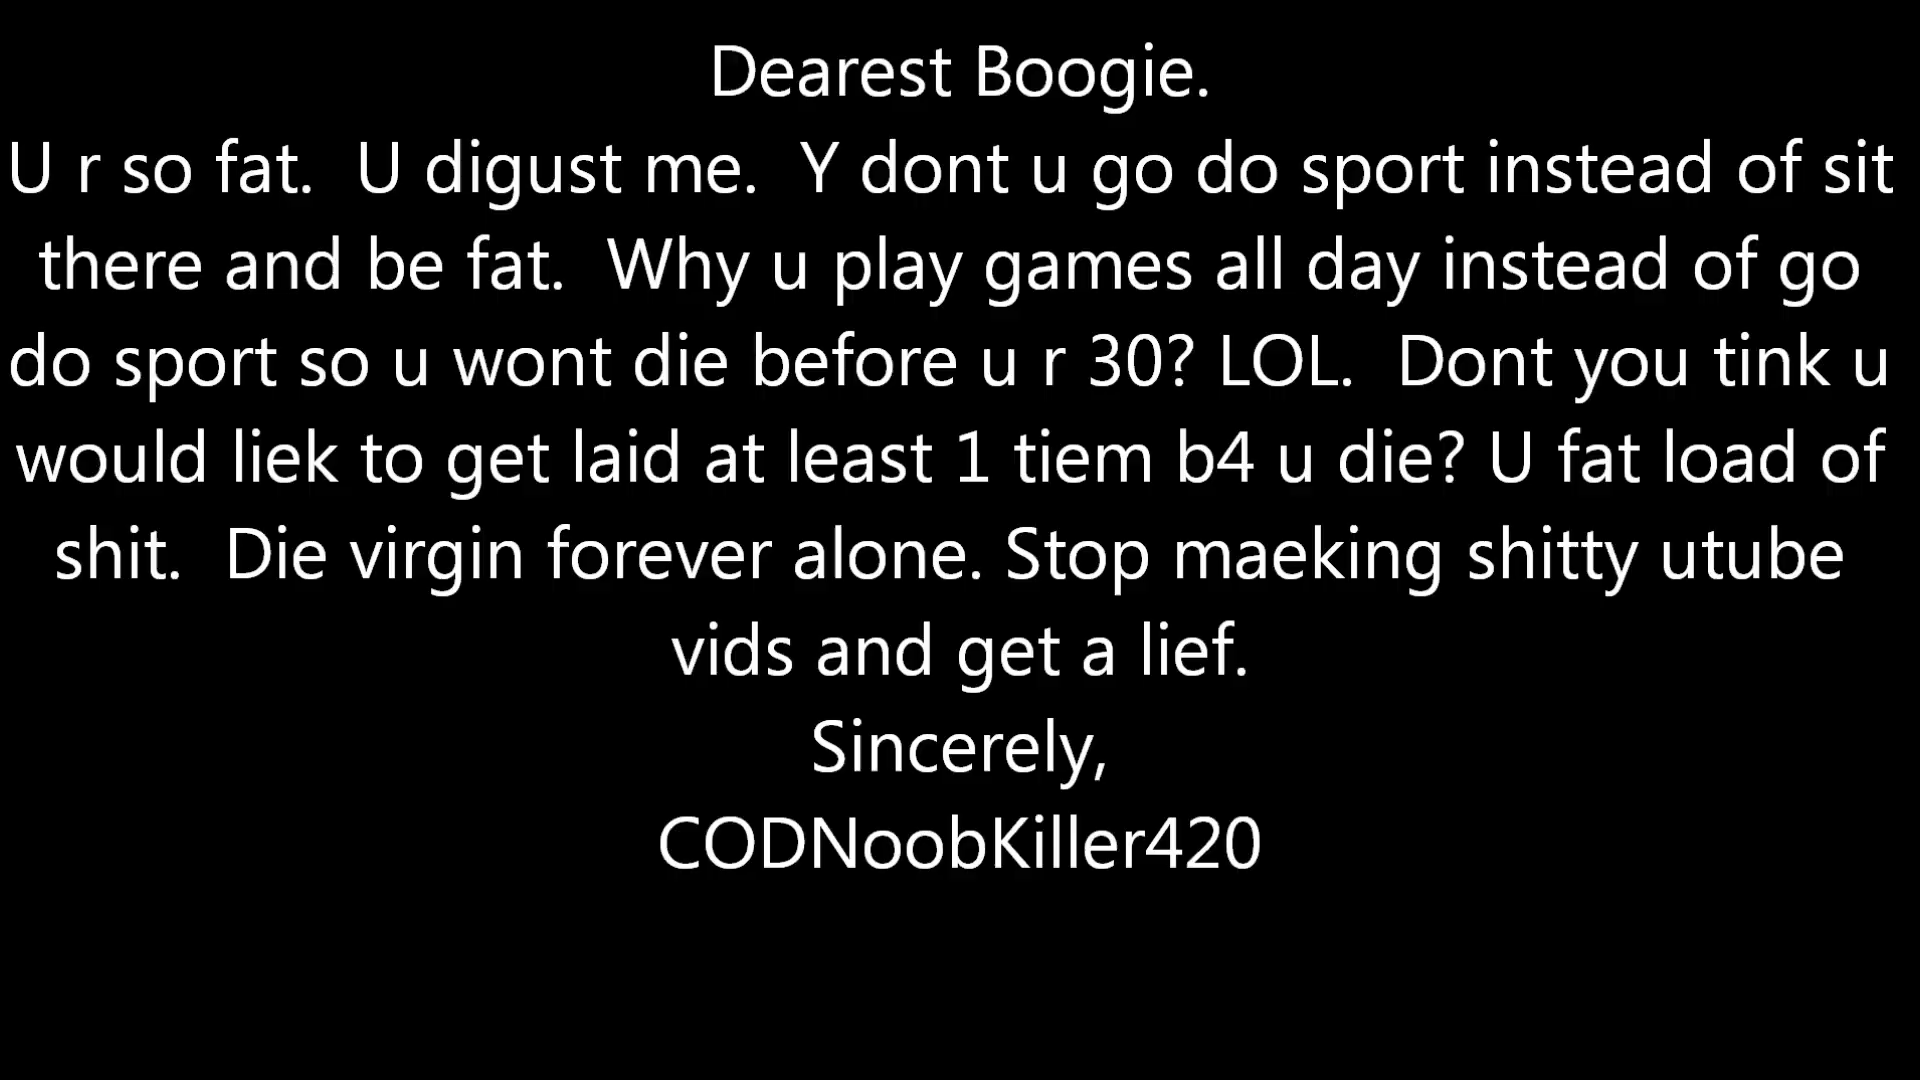 Dearest Boogie.
U r so fat.  U digust me.  Y dont u go do sport instead of sit
there and be fat.  Why u play games all day instead of go
do sport so u wont die before u r 30? LOL.  Dont you tink u
would liek to get laid at least 1 tiem b4 u die? U fat load of
shit.  Die virgin forever alone. Stop maeking shitty utube
vids and get a lief.
Sincerely,
CODNoobKiller420